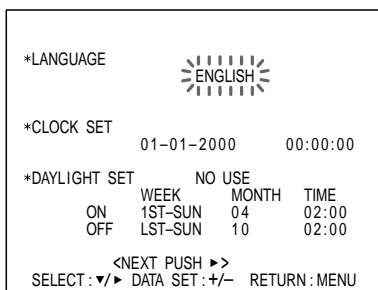 *LANGUAGE
ENGLISH
*CLOCK SET
01–01–2000 00:00:00
*DAYLIGHT SET NO USE
WEEK MONTH TIME
ON 1ST–SUN 04 02:00
OFF LST–SUN 10 02:00
<NEXT PUSH ►>
SELECT : ▼/► DATA SET : +/– RETURN : MENU